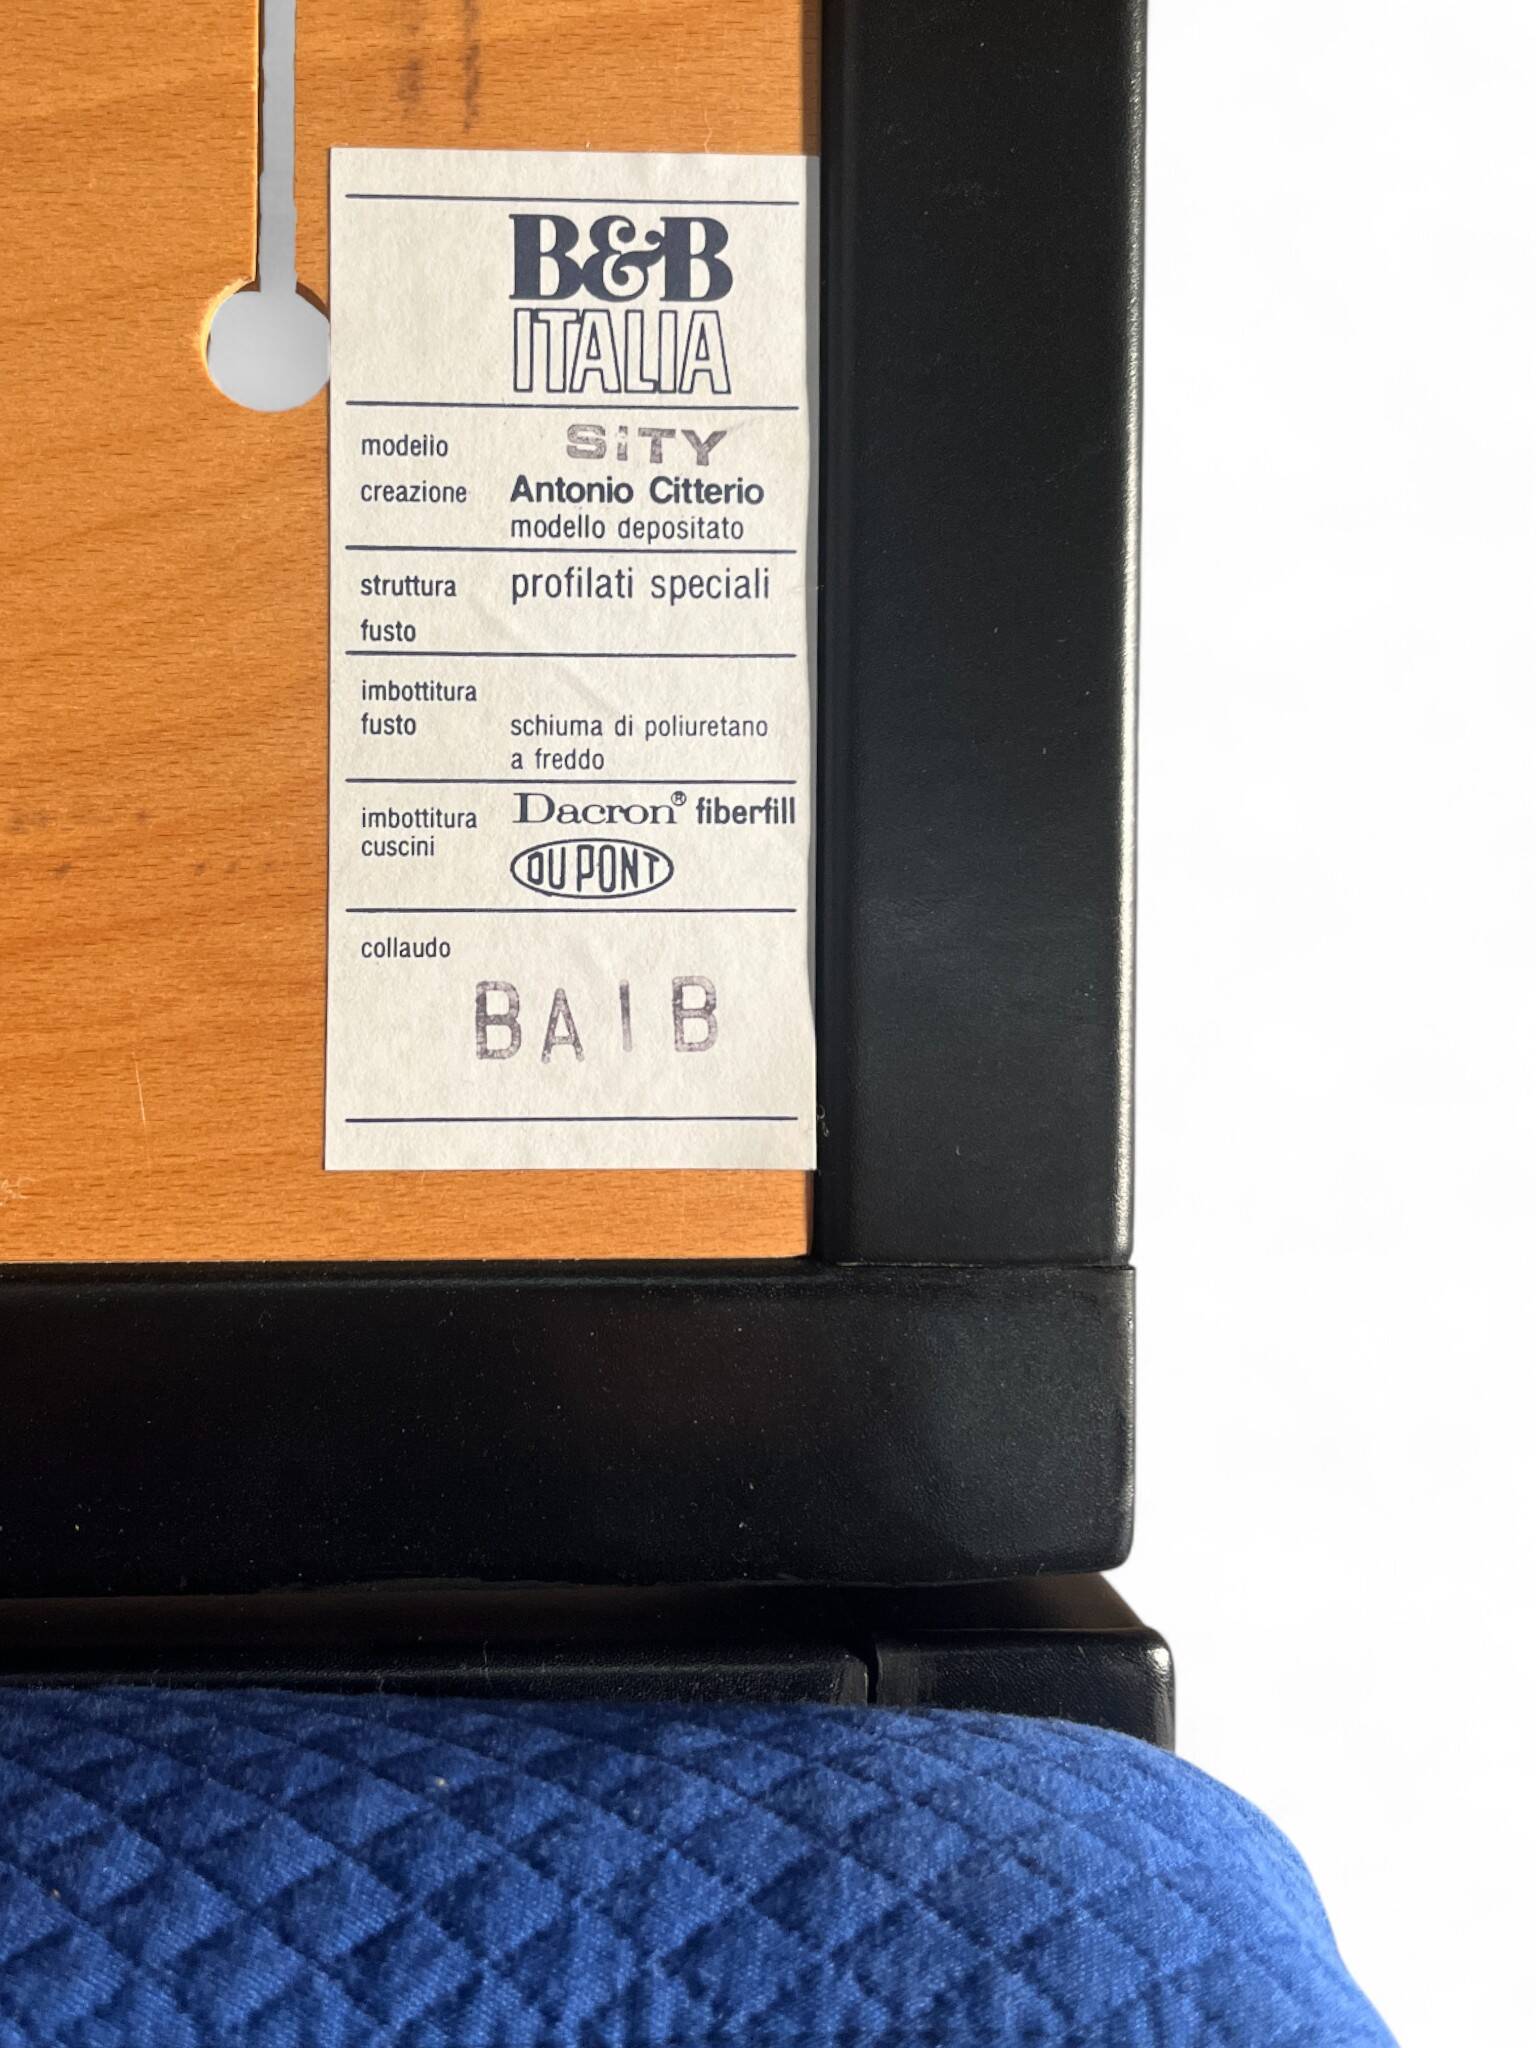 B&B
ITALIA
modello SiTY
creazione Antonio Citterio
modello depositato
struttura profilati speciali
fusto
imbottitura
fusto schiuma di poliuretano
a freddo
imbottitura Dacron® fiberfill
cuscini DU PONT
collaudo
BAIB